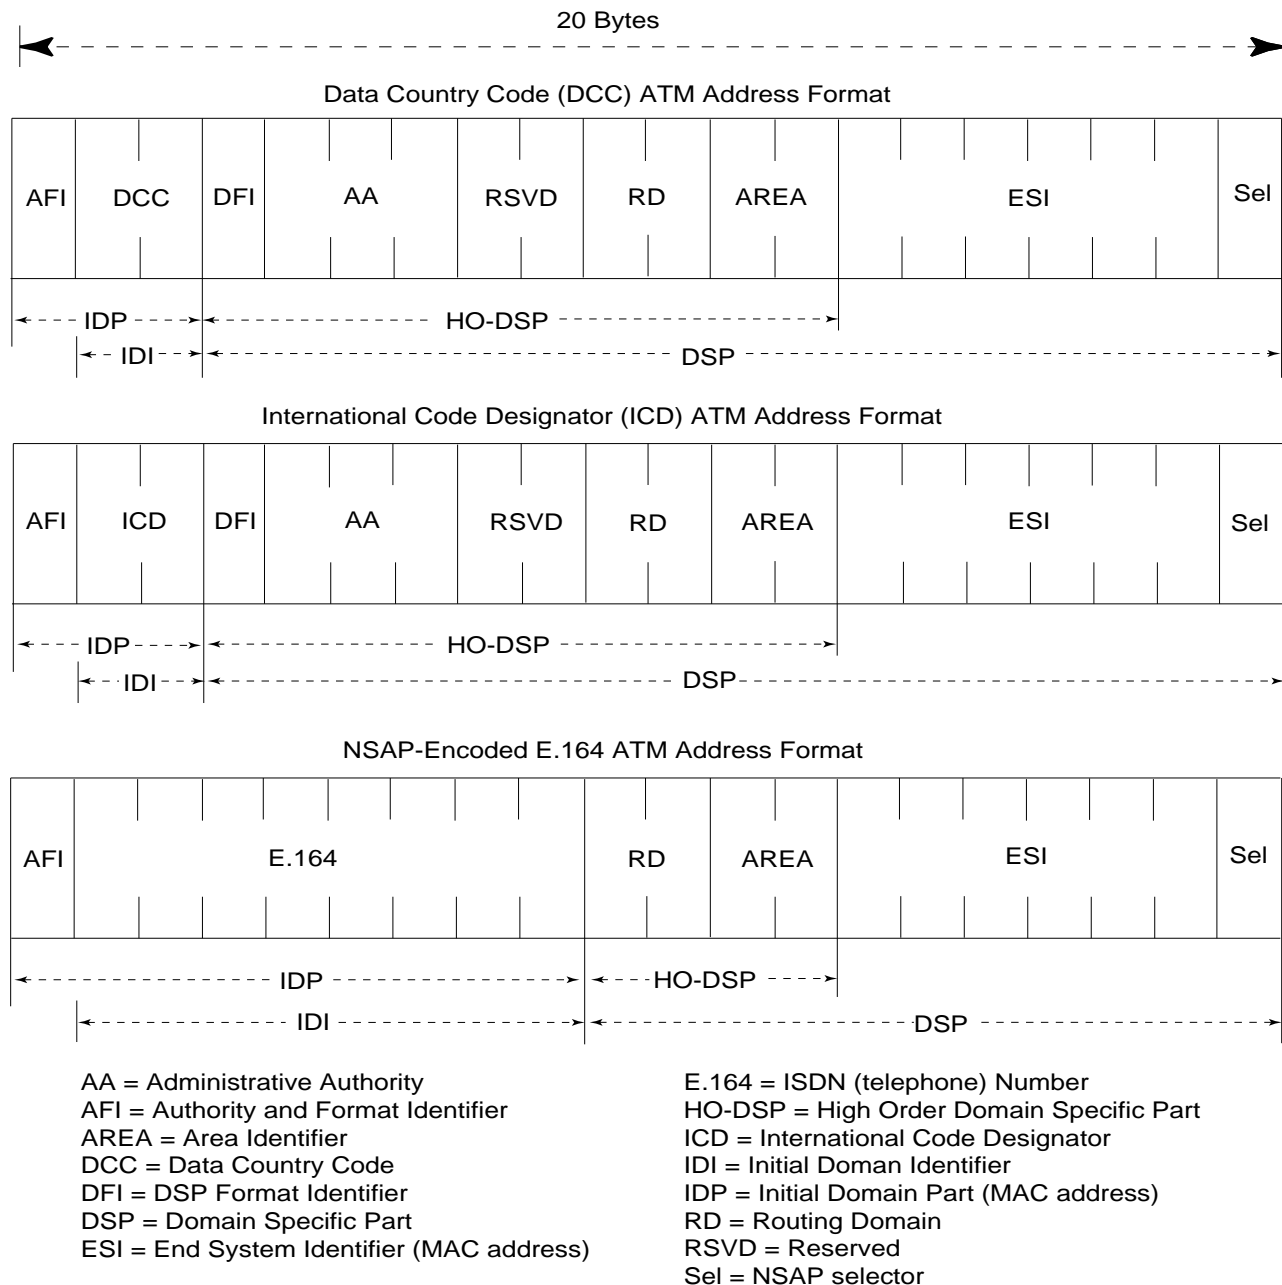 20 Bytes
Data Country Code (DCC) ATM Address Format
AFI DCC DFI AA RSVD RD AREA ESI Sel
IDP HO-DSP
IDI DSP
International Code Designator (ICD) ATM Address Format
AFI ICD DFI AA RSVD RD AREA ESI Sel
IDP HO-DSP
IDI DSP
NSAP-Encoded E.164 ATM Address Format
AFI E.164 RD AREA ESI Sel
IDP HO-DSP
IDI DSP
AA = Administrative Authority
AFI = Authority and Format Identifier
AREA = Area Identifier
DCC = Data Country Code
DFI = DSP Format Identifier
DSP = Domain Specific Part
ESI = End System Identifier (MAC address)
E.164 = ISDN (telephone) Number
HO-DSP = High Order Domain Specific Part
ICD = International Code Designator
IDI = Initial Doman Identifier
IDP = Initial Domain Part (MAC address)
RD = Routing Domain
RSVD = Reserved
Sel = NSAP selector